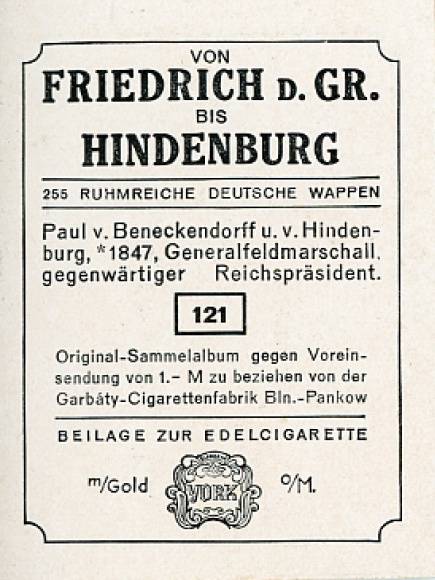 VON
FRIEDRICH D. GR.
BIS
HINDENBURG
255 RUHMREICHE DEUTSCHE WAPPEN
Paul v. Beneckendorff u. v. Hinden-
burg, *1847, Generalfeldmarschall,
gegenwärtiger Reichspräsident.
121
Original-Sammelalbum gegen Vorein-
sendung von 1.- M zu beziehen von der
Garbáty-Cigarettenfabrik Bln.-Pankow
BEILAGE ZUR EDELCIGARETTE
m/Gold YORK o/M.